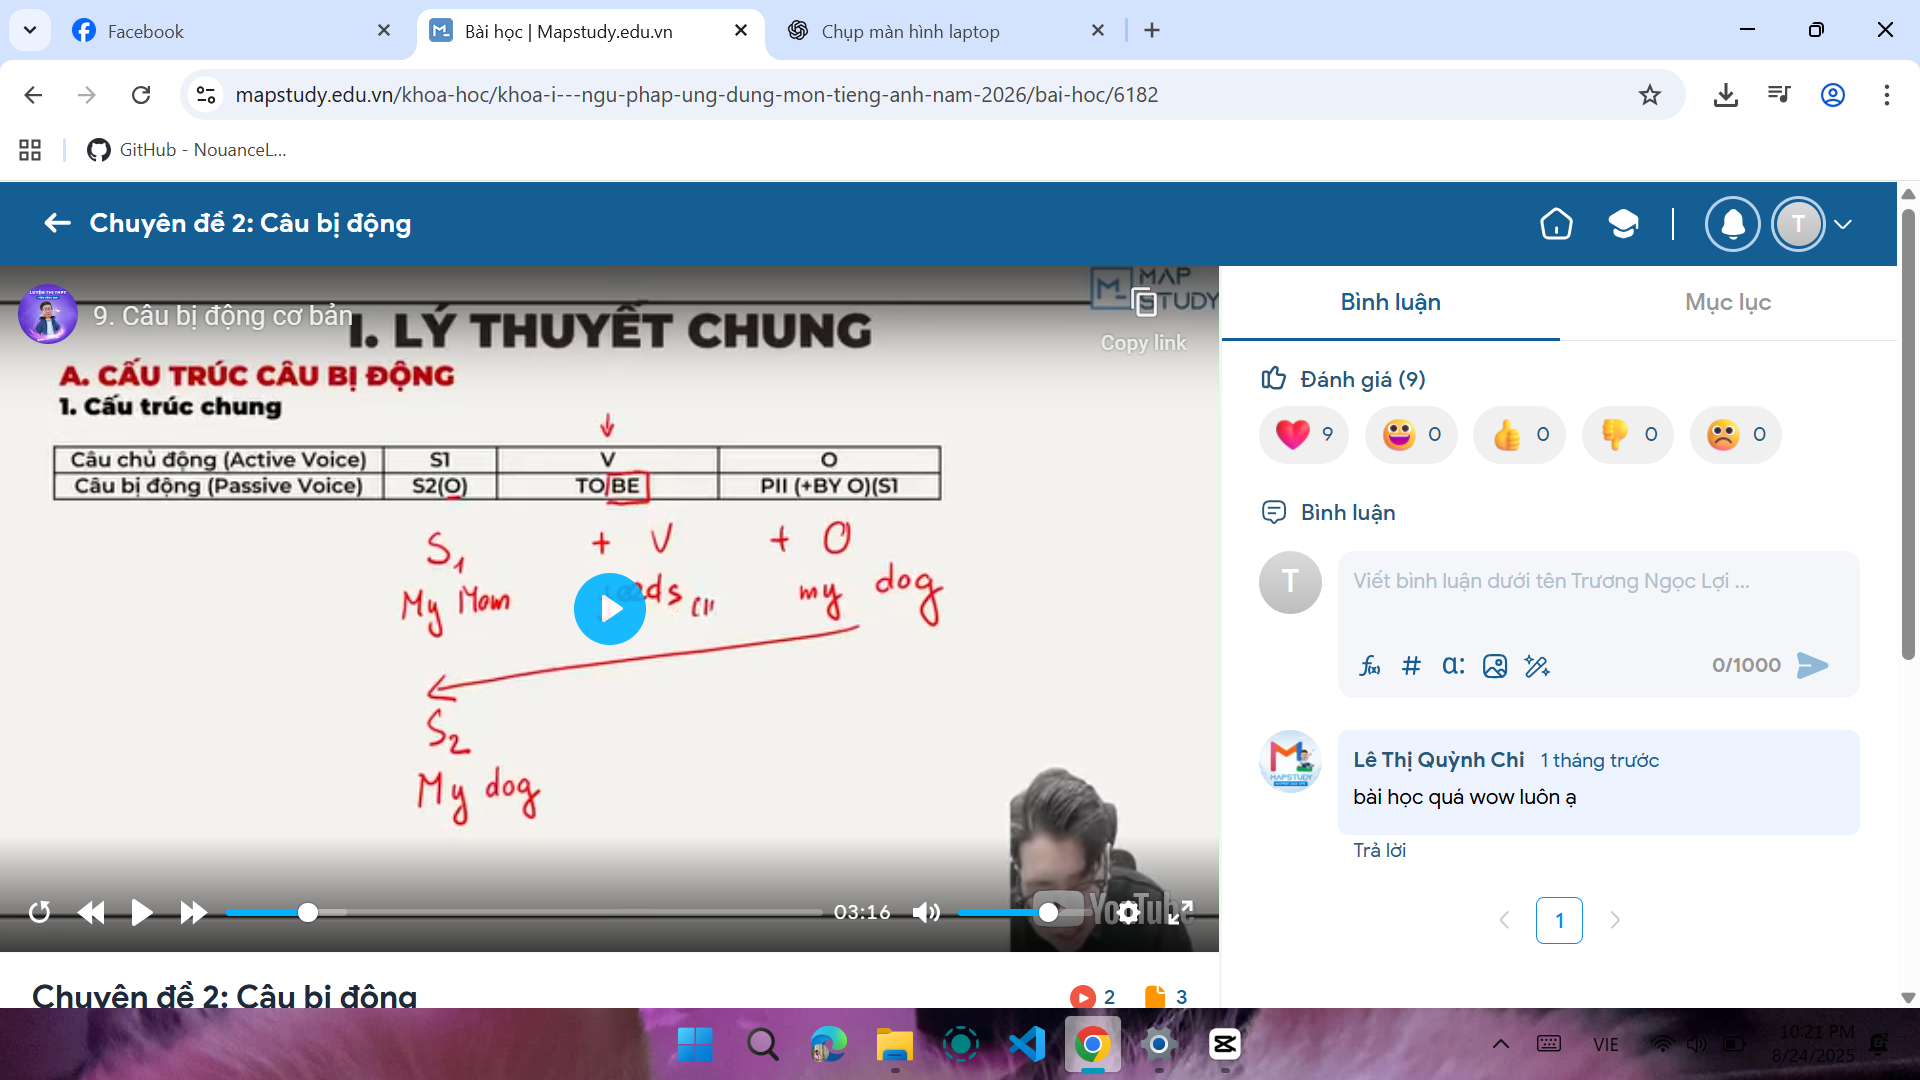 Facebook
Bài học | Mapstudy.edu.vn
Chụp màn hình laptop
mapstudy.edu.vn/khoa-hoc/khoa-i---ngu-phap-ung-dung-mon-tieng-anh-nam-2026/bai-hoc/6182
GitHub - NouanceL...
Chuyên đề 2: Câu bị động
T
9. Câu bị động cơ bản
MAP STUDY
Copy link
I. LÝ THUYẾT CHUNG
A. CẤU TRÚC CÂU BỊ ĐỘNG
1. Cấu trúc chung
Câu chủ động (Active Voice) S1 V O
Câu bị động (Passive Voice) S2(O) TO BE PII (+BY O)(S1
S1 + V + O
My Mom my dog
S2
My dog
03:16
YouTube
Chuyên đề 2: Câu bị động
2 3
Bình luận Mục lục
Đánh giá (9)
9 0 0 0 0
Bình luận
T
Viết bình luận dưới tên Trương Ngọc Lợi ...
0/1000
Lê Thị Quỳnh Chi 1 tháng trước
bài học quá wow luôn ạ
Trả lời
1
VIE
10:21 PM
8/24/2025